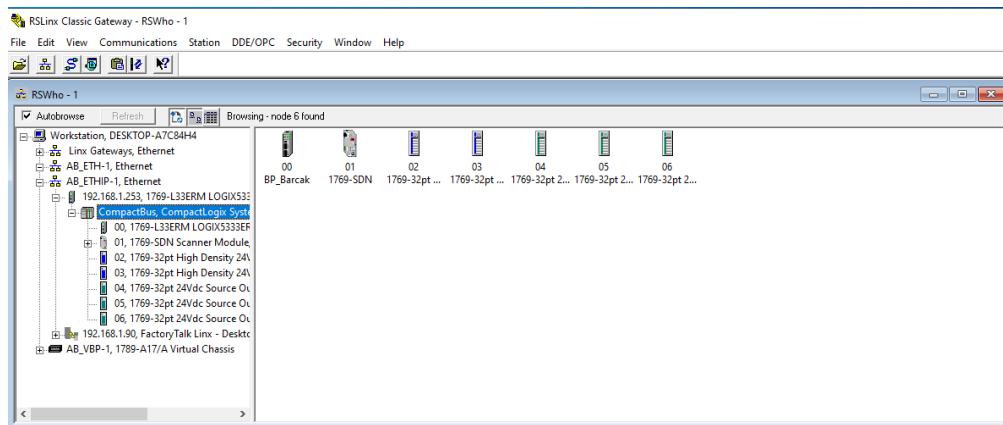 RSLinx Classic Gateway - RSWho - 1
File Edit View Communications Station DDE/OPC Security Window Help
RSWho - 1
Autobrowse Refresh Browsing - node 6 found
Workstation, DESKTOP-A7C84H4
Linx Gateways, Ethernet
AB_ETH-1, Ethernet
AB_ETHIP-1, Ethernet
192.168.1.253, 1769-L33ERM LOGIX533
CompactBus, CompactLogix Syste
00, 1769-L33ERM LOGIX5333ER
01, 1769-SDN Scanner Module,
02, 1769-32pt High Density 24V
03, 1769-32pt High Density 24V
04, 1769-32pt 24Vdc Source Ou
05, 1769-32pt 24Vdc Source Ou
06, 1769-32pt 24Vdc Source Ou
192.168.1.90, FactoryTalk Linx - Deskto
AB_VBP-1, 1789-A17/A Virtual Chassis
00 01 02 03 04 05 06
BP_Barcak 1769-SDN 1769-32pt ... 1769-32pt ... 1769-32pt 2... 1769-32pt 2... 1769-32pt 2...